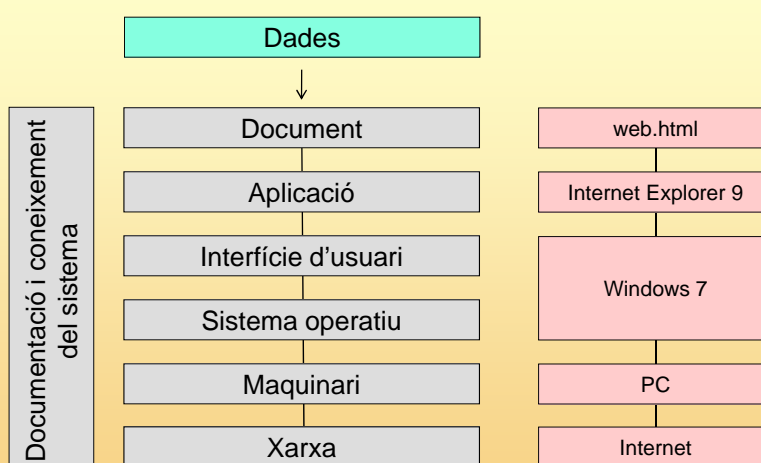 Dades
Documentació i coneixement
del sistema
Document
Aplicació
Interfície d'usuari
Sistema operatiu
Maquinari
Xarxa
web.html
Internet Explorer 9
Windows 7
PC
Internet